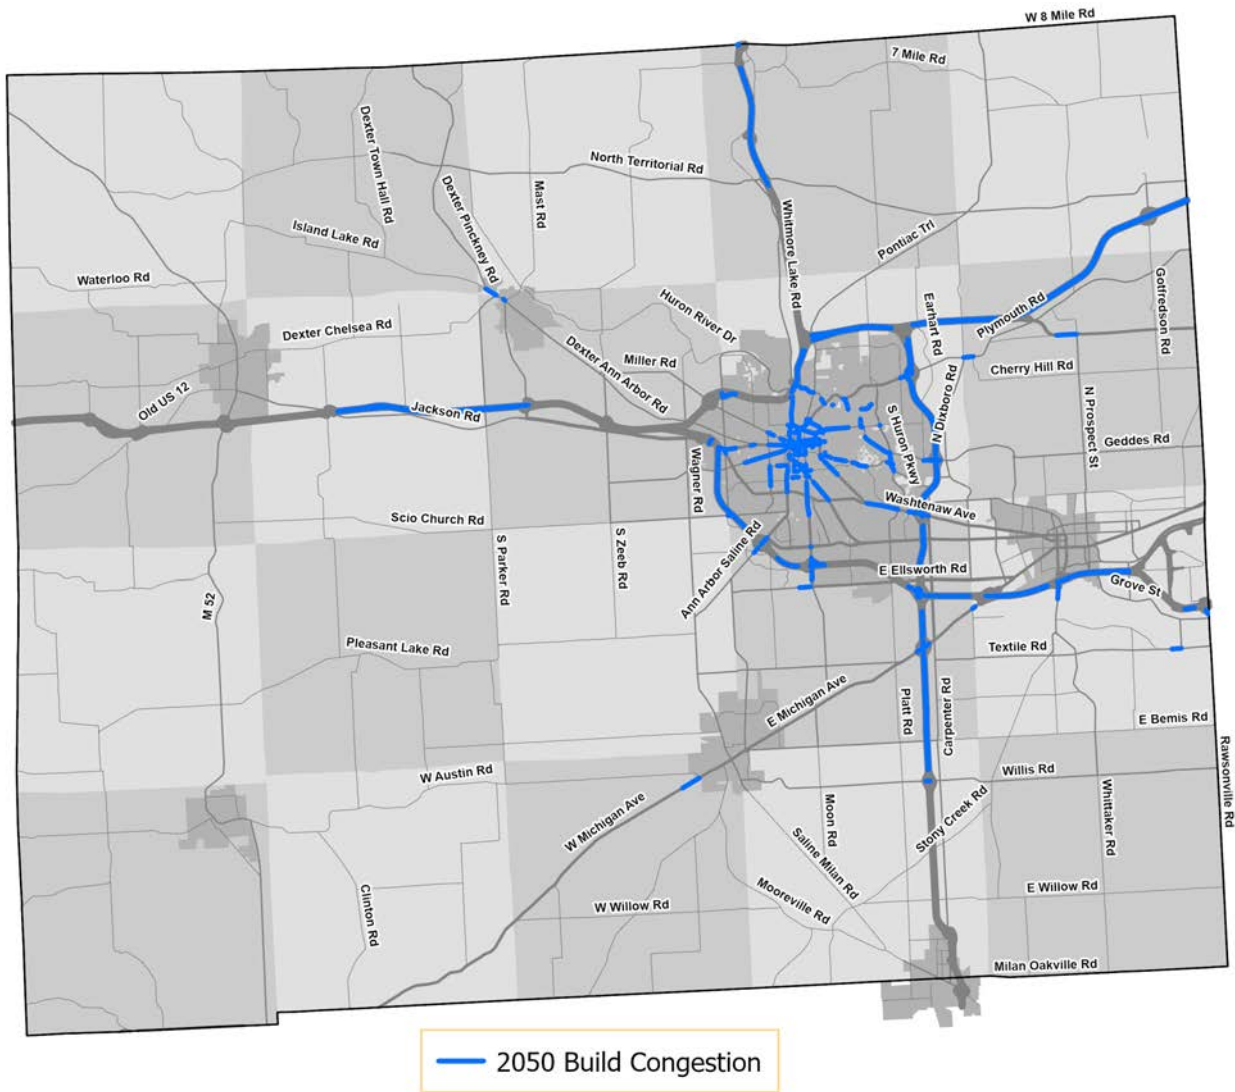 W 8 Mile Rd
7 Mile Rd
Dexter Town Hall Rd
North Territorial Rd
Mast Rd
Dexter Pinckney Rd
Whitmore Lake Rd
Pontiac Trl
Island Lake Rd
Waterloo Rd
Gotfredson Rd
Earhart Rd
Plymouth Rd
Huron River Dr
Dexter Chelsea Rd
Miller Rd
Dexter Ann Arbor Rd
Cherry Hill Rd
Old US 12
Jackson Rd
N Dixboro Rd
N Prospect St
S Huron Pkwy
Geddes Rd
Wagner Rd
Washtenaw Ave
Scio Church Rd
S Parker Rd
S Zeeb Rd
Ann Arbor Saline Rd
E Ellsworth Rd
Grove St
M 52
Pleasant Lake Rd
Textile Rd
E Michigan Ave
Platt Rd
Carpenter Rd
E Bemis Rd
Rawsonville Rd
W Austin Rd
Willis Rd
W Michigan Ave
Moon Rd
Stony Creek Rd
Whittaker Rd
Saline Milan Rd
Clinton Rd
W Willow Rd
Mooreville Rd
E Willow Rd
Milan Oakville Rd
2050 Build Congestion